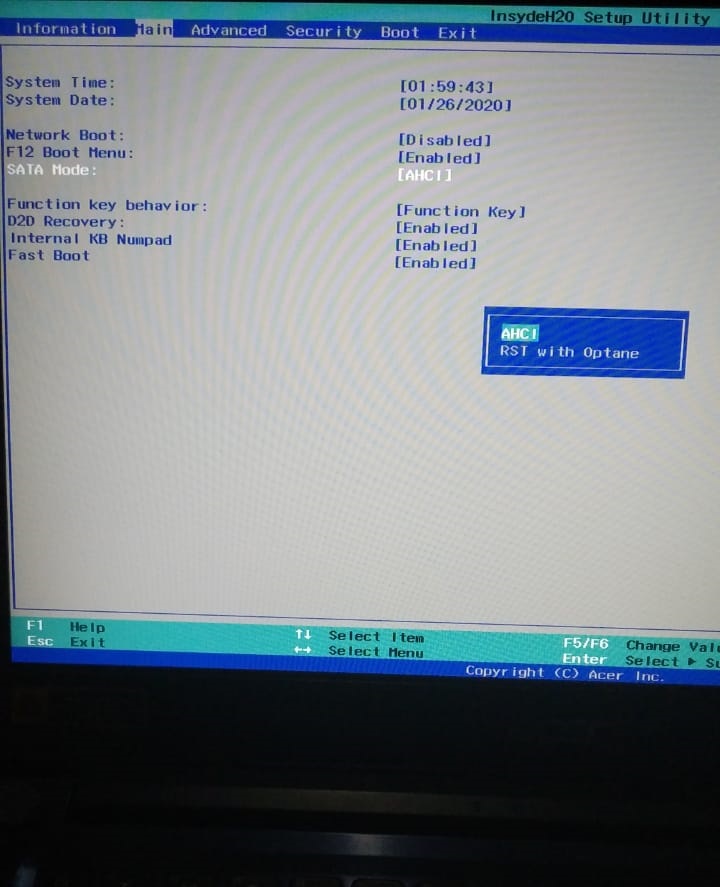 InsydeH20 Setup Utility
Information Main Advanced Security Boot Exit
System Time: [01:59:43]
System Date: [01/26/2020]
Network Boot: [Disabled]
F12 Boot Menu: [Enabled]
SATA Mode: [AHCI]
Function key behavior: [Function Key]
D2D Recovery: [Enabled]
Internal KB Numpad [Enabled]
Fast Boot [Enabled]
AHCI
RST with Optane
F1 Help ↑↓ Select Item F5/F6 Change
Esc Exit ↔ Select Menu Enter Select ▶
Copyright (C) Acer Inc.